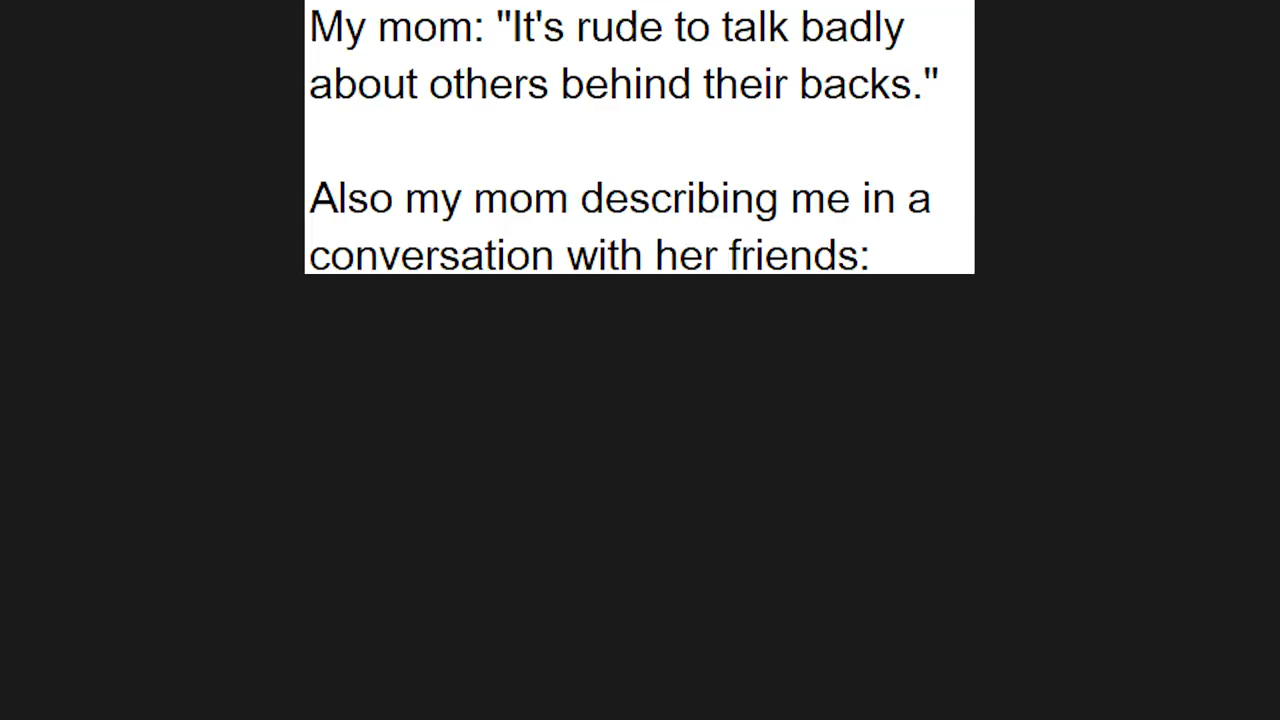 My mom: "It's rude to talk badly
about others behind their backs."
Also my mom describing me in a
conversation with her friends: